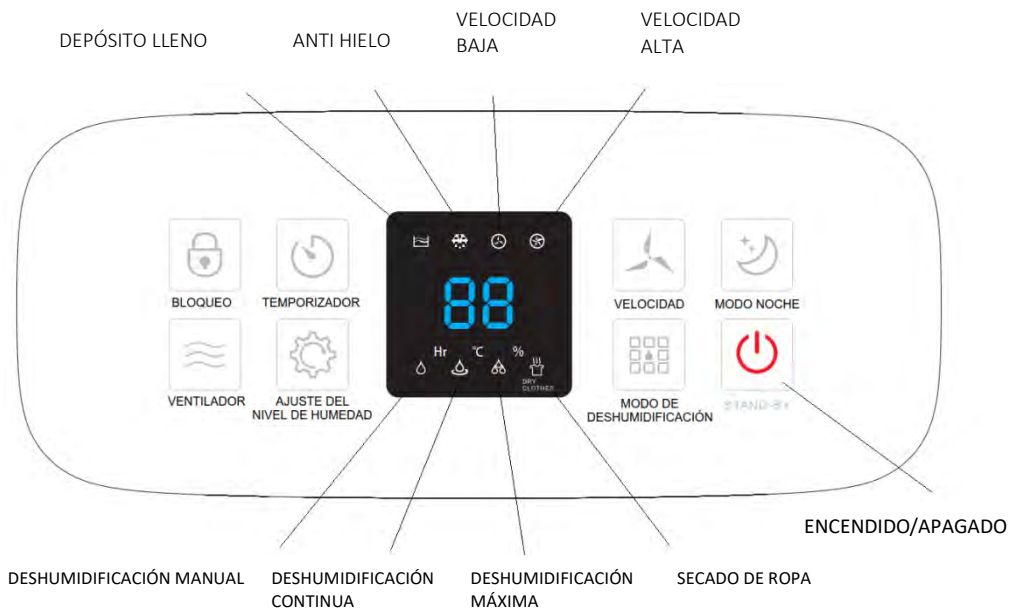 DEPÓSITO LLENO
ANTI HIELO
VELOCIDAD
BAJA
VELOCIDAD
ALTA
BLOQUEO
TEMPORIZADOR
VELOCIDAD
MODO NOCHE
88
Hr
℃
%
DRY
CLOTHES
VENTILADOR
AJUSTE DEL
NIVEL DE HUMEDAD
MODO DE
DESHUMIDIFICACIÓN
STAND-BY
ENCENDIDO/APAGADO
DESHUMIDIFICACIÓN MANUAL
DESHUMIDIFICACIÓN
CONTINUA
DESHUMIDIFICACIÓN
MÁXIMA
SECADO DE ROPA